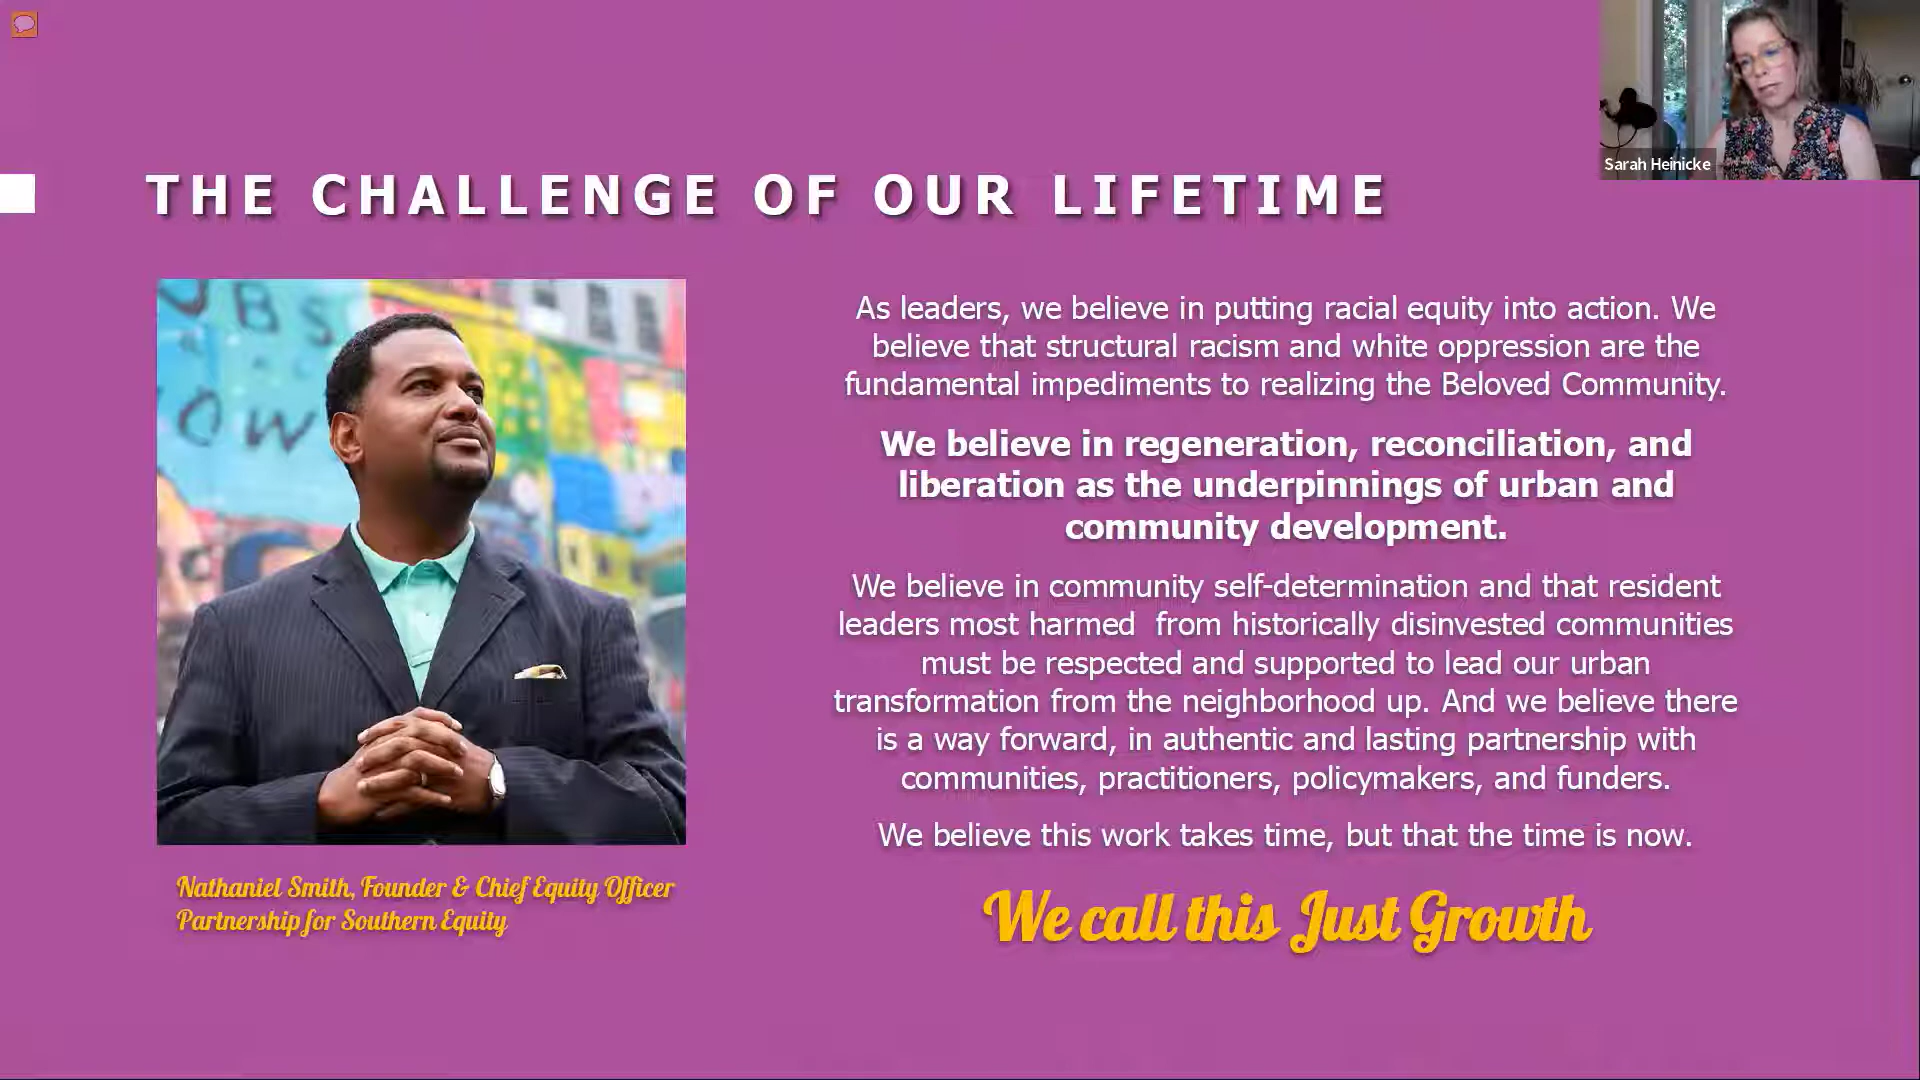 Sarah Heinicke
THE CHALLENGE OF OUR LIFETIME
JOBS
NOW
As leaders, we believe in putting racial equity into action. We
believe that structural racism and white oppression are the
fundamental impediments to realizing the Beloved Community.
We believe in regeneration, reconciliation, and
liberation as the underpinnings of urban and
community development.
We believe in community self-determination and that resident
leaders most harmed  from historically disinvested communities
must be respected and supported to lead our urban
transformation from the neighborhood up. And we believe there
is a way forward, in authentic and lasting partnership with
communities, practitioners, policymakers, and funders.
We believe this work takes time, but that the time is now.
We call this Just Growth
Nathaniel Smith, Founder & Chief Equity Officer
Partnership for Southern Equity